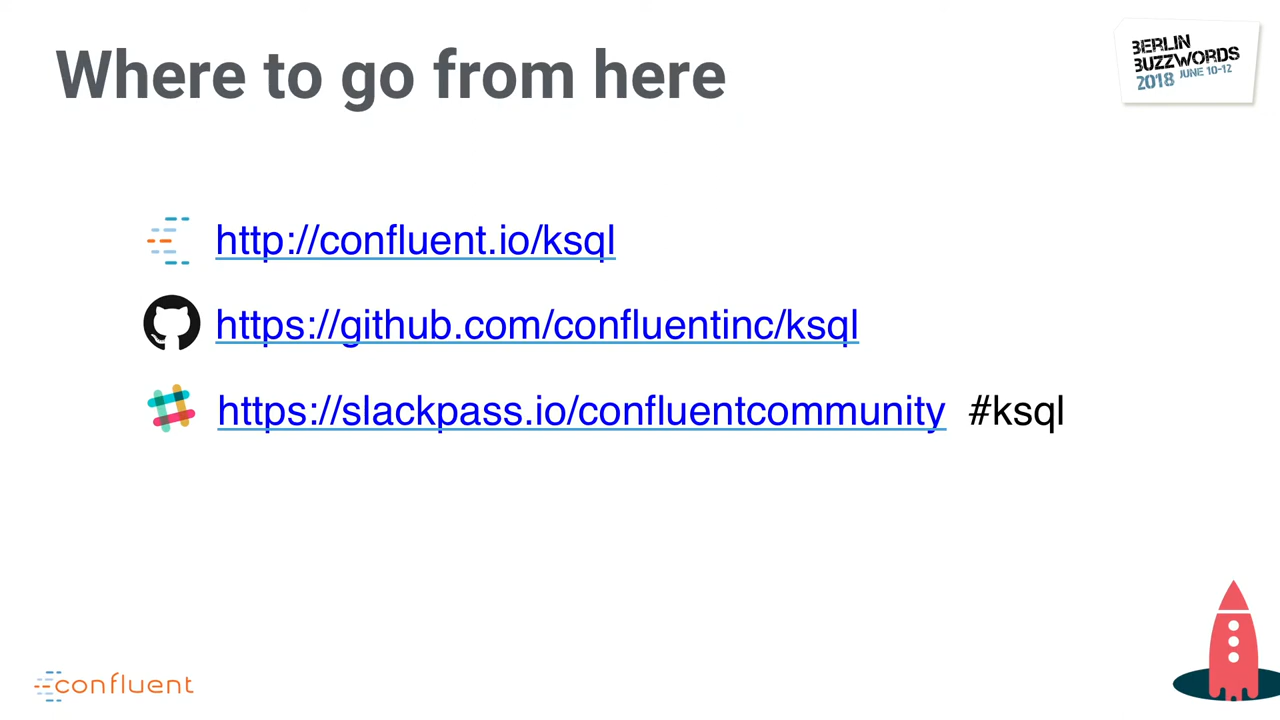 Where to go from here
BERLIN
BUZZWORDS
2018 JUNE 10-12
http://confluent.io/ksql
https://github.com/confluentinc/ksql
https://slackpass.io/confluentcommunity #ksql
confluent